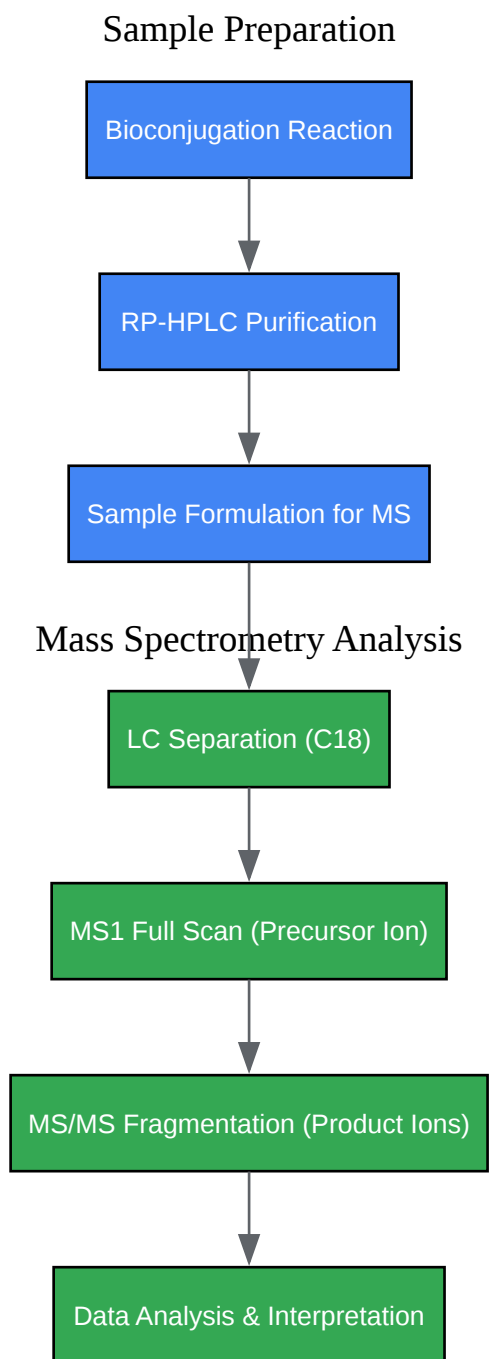 Sample Preparation
Bioconjugation Reaction
RP-HPLC Purification
Sample Formulation for MS
Mass Spectrometry Analysis
LC Separation (C18)
MS1 Full Scan (Precursor Ion)
MS/MS Fragmentation (Product Ions)
Data Analysis & Interpretation